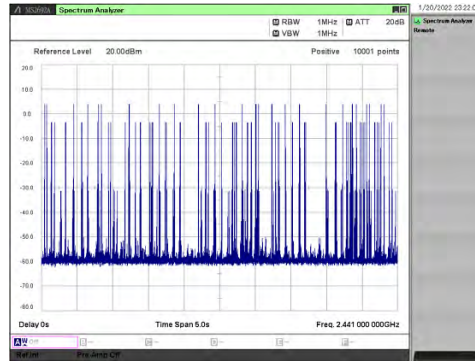 MS2692A Spectrum Analyzer
1/20/2022 23:22:0
RBW 1MHz ATT 20dB
VBW 1MHz
Spectrum Analyzer
Remote
Reference Level 20.00dBm Positive 10001 points
20.0
10.0
0.0
-10.0
-20.0
-30.0
-40.0
-50.0
-60.0
-70.0
-80.0
Delay 0s Time Span 5.0s Freq. 2.441 000 000GHz
Off
Ref.Int Pre-Amp Off